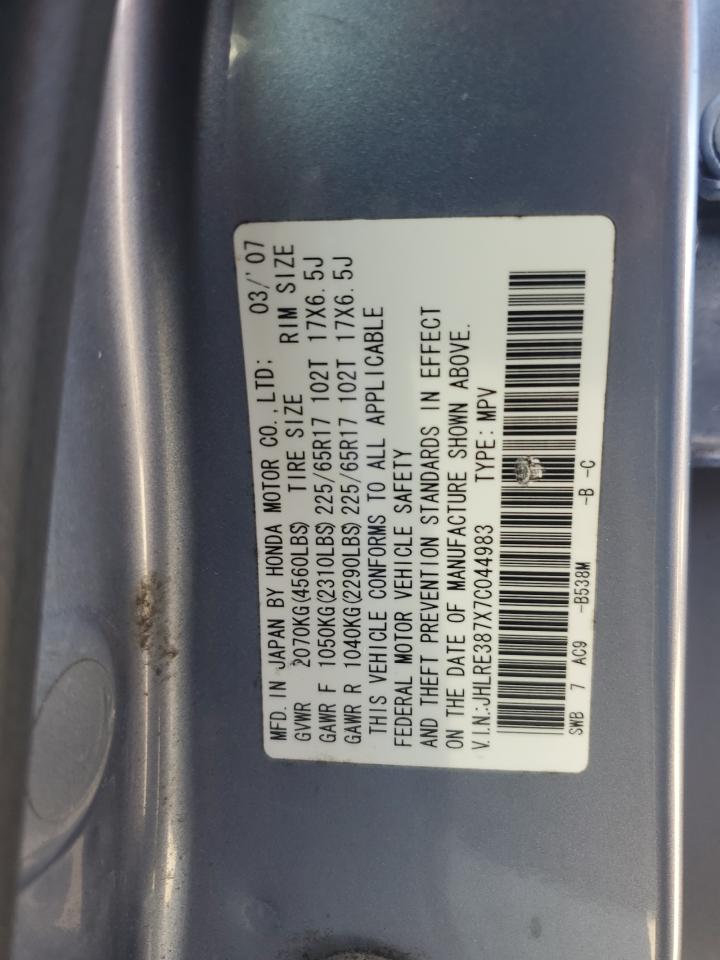 MFD. IN JAPAN BY HONDA MOTOR CO., LTD: 03/'07
GVWR 2070KG(4560LBS) TIRE SIZE RIM SIZE
GAWR F 1050KG(2310LBS) 225/65R17 102T 17X6.5J
GAWR R 1040KG(2290LBS) 225/65R17 102T 17X6.5J
THIS VEHICLE CONFORMS TO ALL APPLICABLE
FEDERAL MOTOR VEHICLE SAFETY
AND THEFT PREVENTION STANDARDS IN EFFECT
ON THE DATE OF MANUFACTURE SHOWN ABOVE.
V.I.N.:JHLRE387X7C044983 TYPE:MPV
SWB 7 AC9 -B538M -B -C